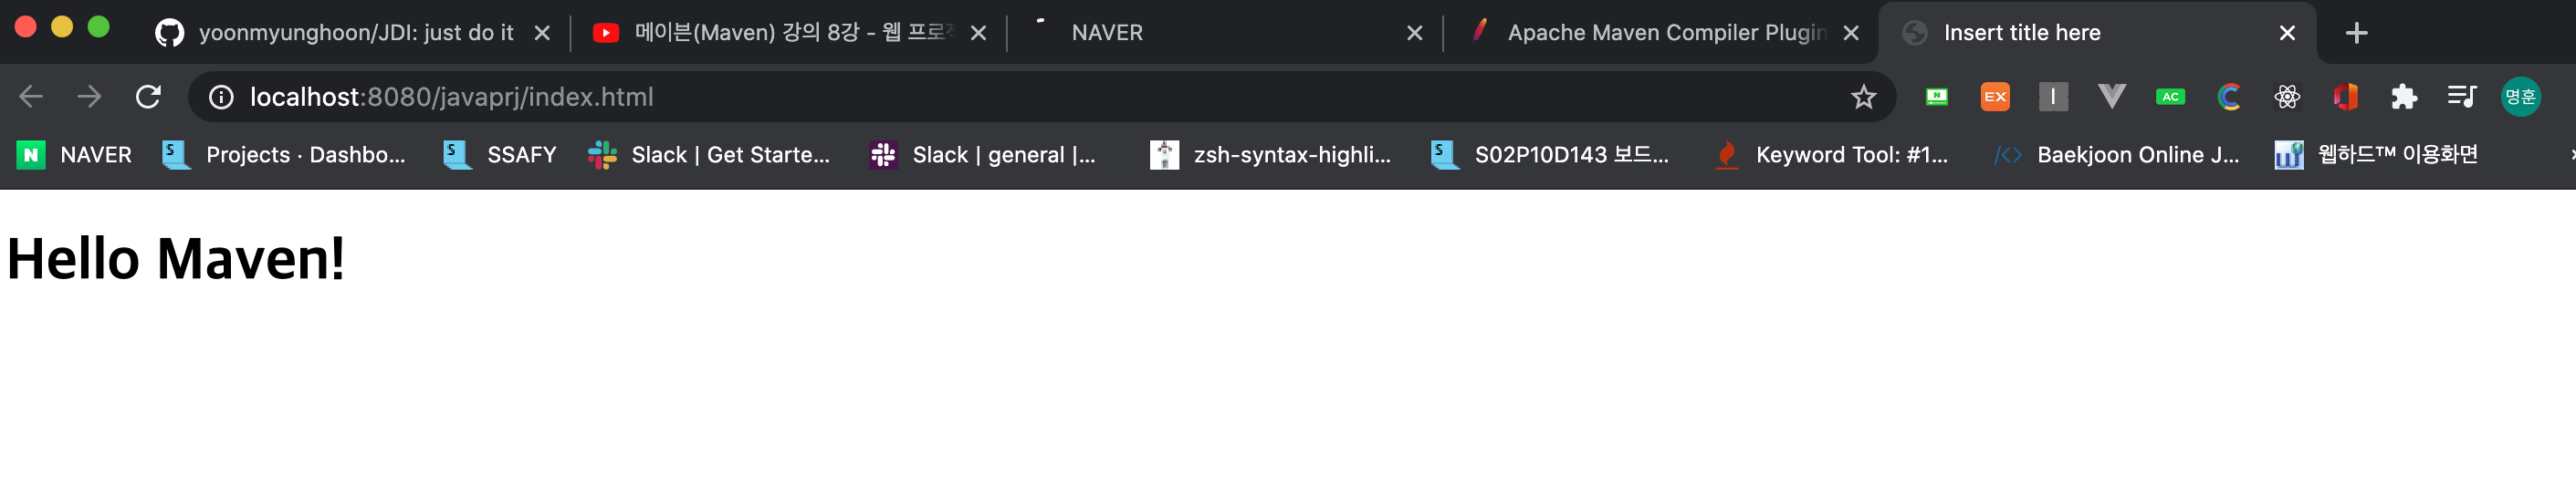 yoonmyunghoon/JDI: just do it
메이븐(Maven) 강의 8강 - 웹 프로젝
NAVER
Apache Maven Compiler Plugin
Insert title here
localhost:8080/javaprj/index.html
N
EX
I
AC
명훈
N NAVER
S Projects · Dashbo...
S SSAFY
Slack | Get Starte...
Slack | general |...
zsh-syntax-highli...
S S02P10D143 보드...
Keyword Tool: #1...
Baekjoon Online J...
웹하드™ 이용화면
Hello Maven!